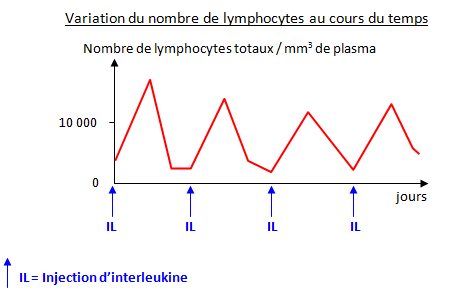 Variation du nombre de lymphocytes au cours du temps
Nombre de lymphocytes totaux / mm³ de plasma
10 000
0
jours
IL IL IL IL
IL = Injection d'interleukine